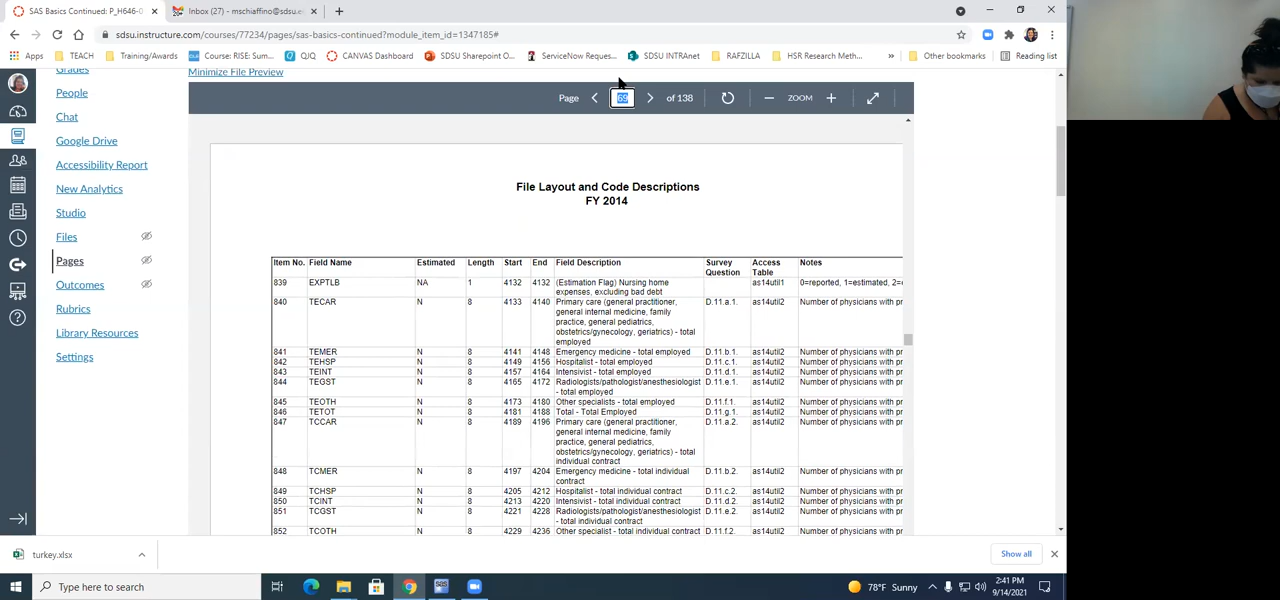 SAS Basics Continued: P_H646-0
Inbox (27) - mschiaffino@sdsu.e
sdsu.instructure.com/courses/77234/pages/sas-basics-continued?module_item_id=1347185#
Apps
TEACH
Training/Awards
Course: RISE: Sum...
QIQ
CANVAS Dashboard
SDSU Sharepoint O...
ServiceNow Reques...
SDSU INTRAnet
RAFZILLA
HSR Research Meth...
»
Other bookmarks
Reading list
Grades
People
Chat
Google Drive
Accessibility Report
New Analytics
Studio
Files
Pages
Outcomes
Rubrics
Library Resources
Settings
Minimize File Preview
Page 69 of 138 ZOOM
File Layout and Code Descriptions
FY 2014
Item No. Field Name Estimated Length Start End Field Description Survey Question Access Table Notes
839 EXPTLB NA 1 4132 4132 (Estimation Flag) Nursing home as14util1 0=reported, 1=estimated, 2=
expenses, excluding bad debt
840 TECAR N 8 4133 4140 Primary care (general practitioner, D.11.a.1. as14util2 Number of physicians with pr
general internal medicine, family
practice, general pediatrics,
obstetrics/gynecology, geriatrics) - total
employed
841 TEMER N 8 4141 4148 Emergency medicine - total employed D.11.b.1. as14util2 Number of physicians with pr
842 TEHSP N 8 4149 4156 Hospitalist - total employed D.11.c.1. as14util2 Number of physicians with pr
843 TEINT N 8 4157 4164 Intensivist - total employed D.11.d.1. as14util2 Number of physicians with pr
844 TEGST N 8 4165 4172 Radiologists/pathologist/anesthesiologist D.11.e.1. as14util2 Number of physicians with pr
- total employed
845 TEOTH N 8 4173 4180 Other specialists - total employed D.11.f.1. as14util2 Number of physicians with pr
846 TETOT N 8 4181 4188 Total - Total Employed D.11.g.1. as14util2 Number of physicians with pr
847 TCCAR N 8 4189 4196 Primary care (general practitioner, D.11.a.2. as14util2 Number of physicians with pr
general internal medicine, family
practice, general pediatrics,
obstetrics/gynecology, geriatrics) - total
individual contract
848 TCMER N 8 4197 4204 Emergency medicine - total individual D.11.b.2. as14util2 Number of physicians with pr
contract
849 TCHSP N 8 4205 4212 Hospitalist - total individual contract D.11.c.2. as14util2 Number of physicians with pr
850 TCINT N 8 4213 4220 Intensivist - total individual contract D.11.d.2. as14util2 Number of physicians with pr
851 TCGST N 8 4221 4228 Radiologists/pathologist/anesthesiologist D.11.e.2. as14util2 Number of physicians with pr
- total individual contract
852 TCOTH N 8 4229 4236 Other specialist - total individual contract D.11.f.2. as14util2 Number of physicians with pr
turkey.xlsx
Show all
Type here to search
78°F Sunny
2:41 PM
9/14/2021